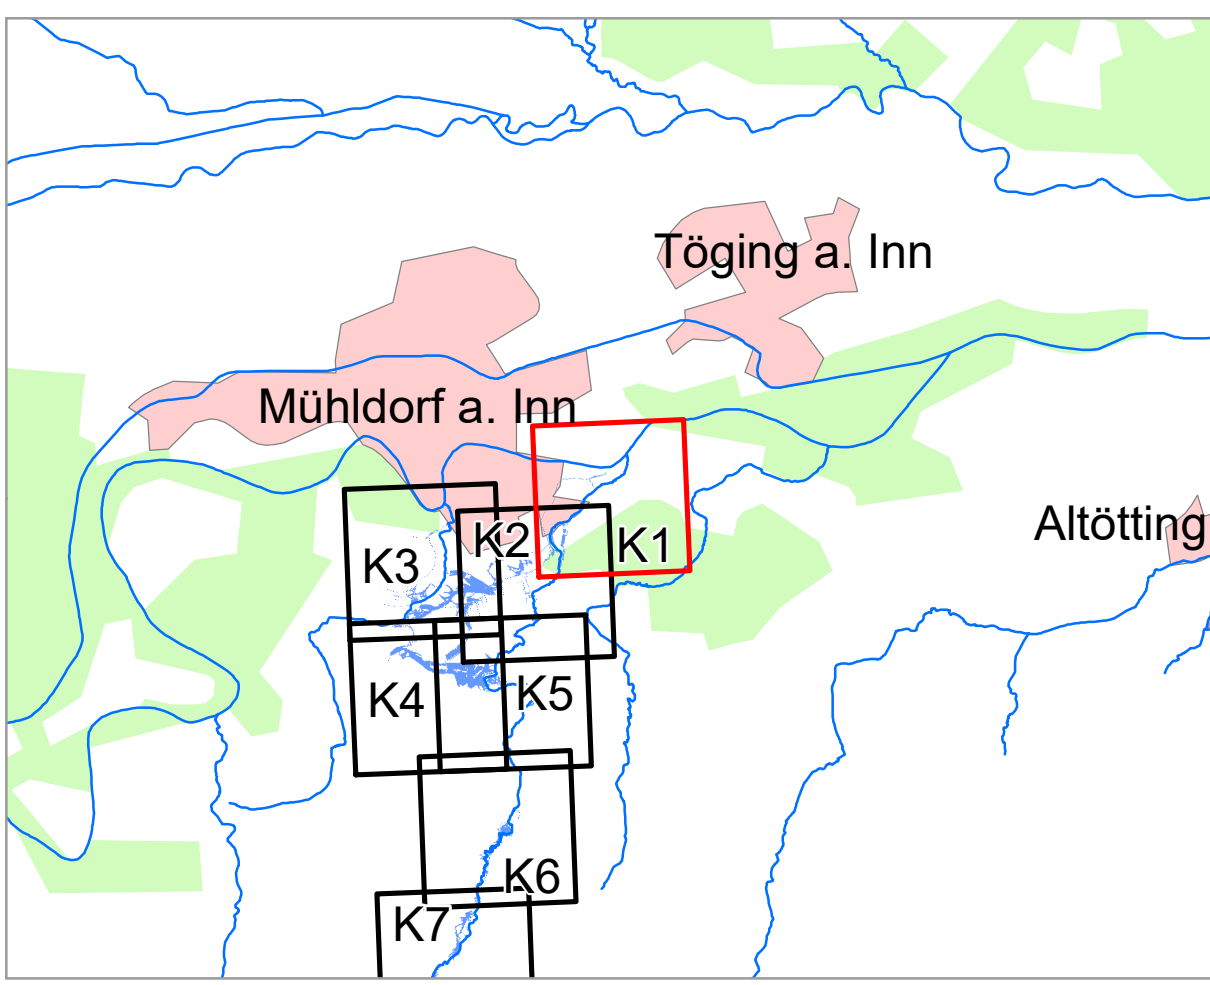 Töging a. Inn
Mühldorf a. Inn
Altötting
K2
K1
K3
K4
K5
K6
K7